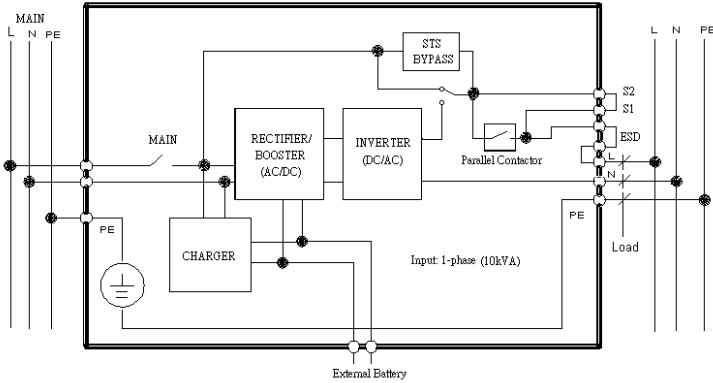 MAIN
L N PE
STS
BYPASS
L N PE
S2
S1
MAIN
RECTIFIER/
BOOSTER
(AC/DC)
INVERTER
(DC/AC)
Parallel Contactor
ESD
L
N
PE
PE
Load
CHARGER
Input: 1-phase (10kVA)
External Battery